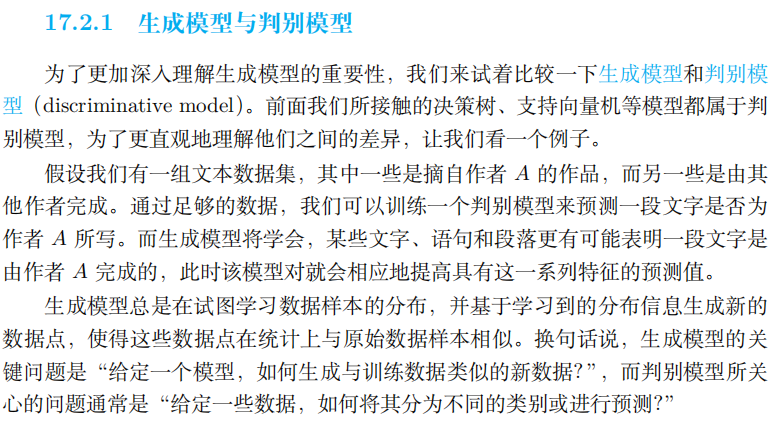 17.2.1 生成模型与判别模型
为了更加深入理解生成模型的重要性，我们来试着比较一下生成模型和判别模
型（discriminative model）。前面我们所接触的决策树、支持向量机等模型都属于判
别模型，为了更直观地理解他们之间的差异，让我们看一个例子。
假设我们有一组文本数据集，其中一些是摘自作者 A 的作品，而另一些是由其
他作者完成。通过足够的数据，我们可以训练一个判别模型来预测一段文字是否为
作者 A 所写。而生成模型将学会，某些文字、语句和段落更有可能表明一段文字是
由作者 A 完成的，此时该模型对就会相应地提高具有这一系列特征的预测值。
生成模型总是在试图学习数据样本的分布，并基于学习到的分布信息生成新的
数据点，使得这些数据点在统计上与原始数据样本相似。换句话说，生成模型的关
键问题是“给定一个模型，如何生成与训练数据类似的新数据？”，而判别模型所关
心的问题通常是“给定一些数据，如何将其分为不同的类别或进行预测？”